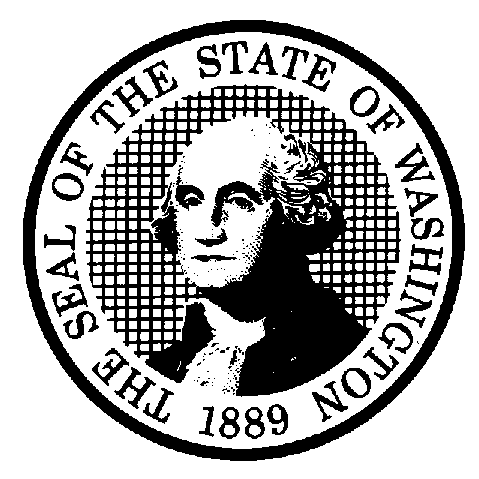 THE SEAL OF THE STATE OF WASHINGTON
1889